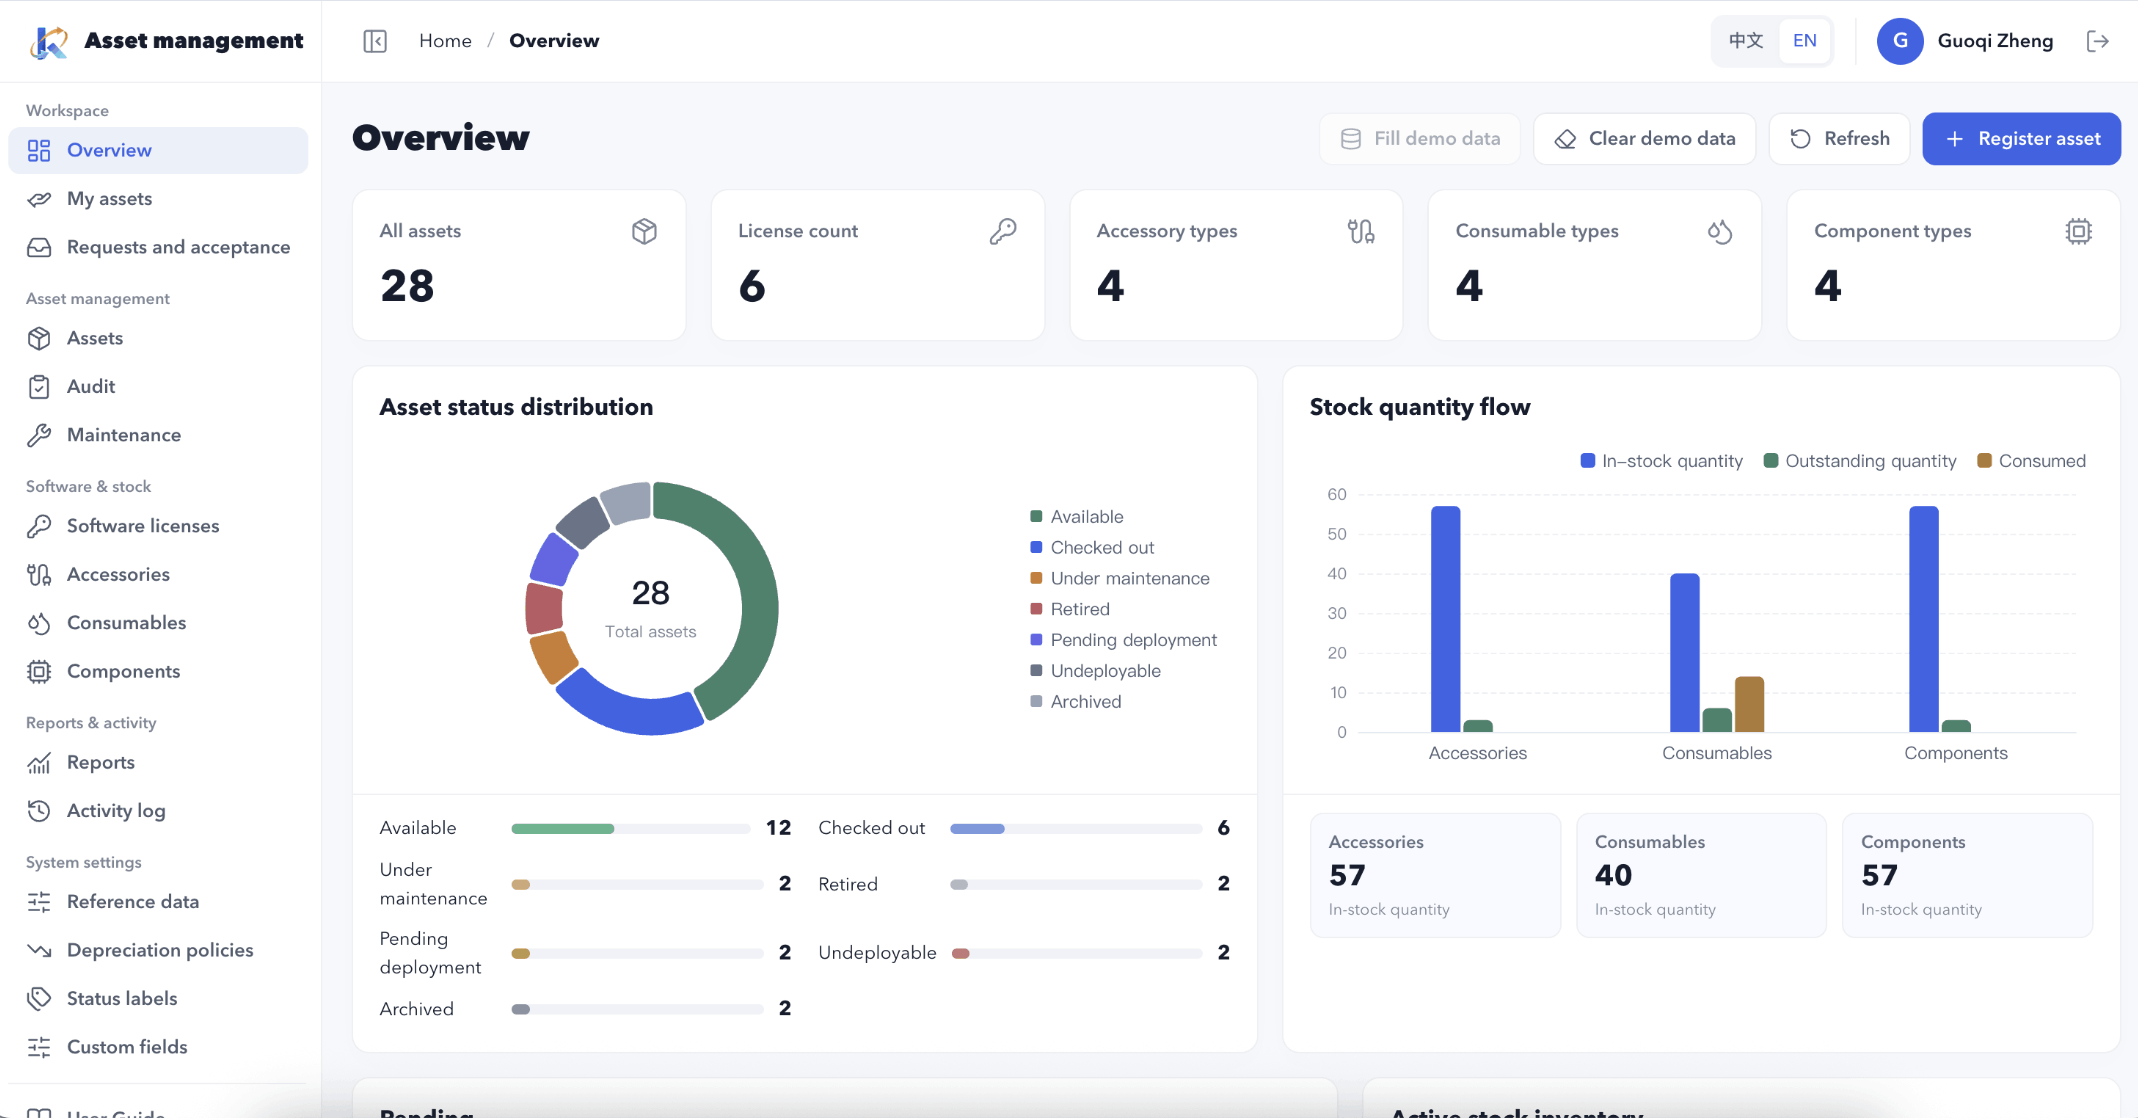 Asset management
Home / Overview
中文 EN
G Guoqi Zheng
Workspace
Overview
My assets
Requests and acceptance
Asset management
Assets
Audit
Maintenance
Software & stock
Software licenses
Accessories
Consumables
Components
Reports & activity
Reports
Activity log
System settings
Reference data
Depreciation policies
Status labels
Custom fields
User Guide
Overview
Fill demo data
Clear demo data
Refresh
+ Register asset
All assets
28
License count
6
Accessory types
4
Consumable types
4
Component types
4
Asset status distribution
28
Total assets
Available
Checked out
Under maintenance
Retired
Pending deployment
Undeployable
Archived
Available 12
Checked out 6
Under
maintenance 2
Retired 2
Pending
deployment 2
Undeployable 2
Archived 2
Stock quantity flow
In-stock quantity Outstanding quantity Consumed
60
50
40
30
20
10
0
Accessories Consumables Components
Accessories
57
In-stock quantity
Consumables
40
In-stock quantity
Components
57
In-stock quantity
Pending
Active stock inventory